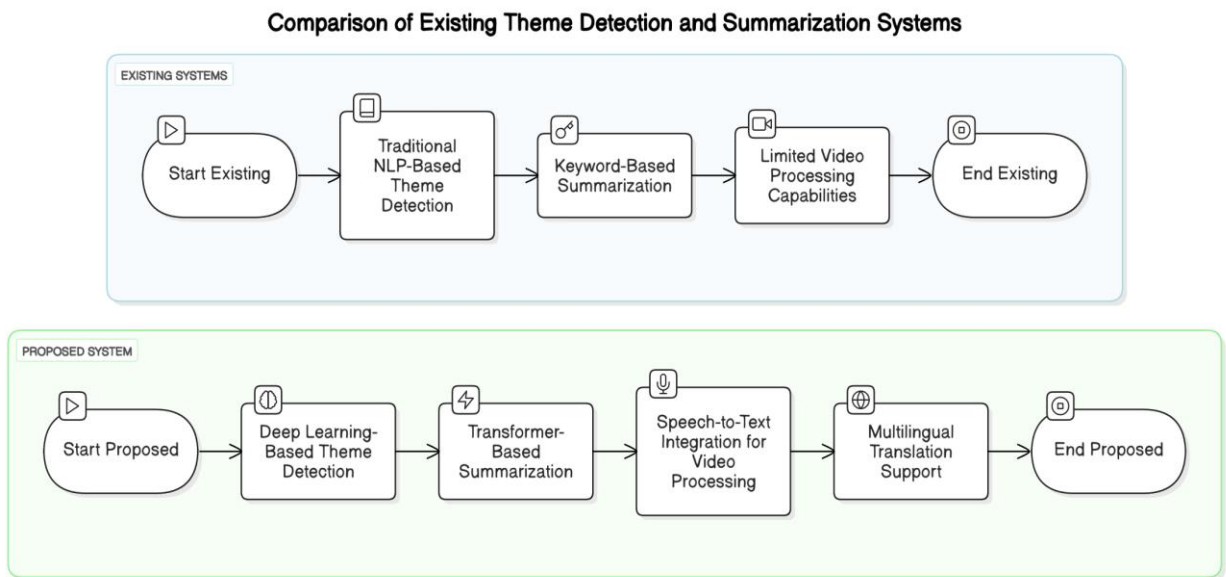 Comparison of Existing Theme Detection and Summarization Systems
EXISTING SYSTEMS
Start Existing
Traditional
NLP-Based
Theme
Detection
Keyword-Based
Summarization
Limited Video
Processing
Capabilities
End Existing
PROPOSED SYSTEM
Start Proposed
Deep Learning-
Based Theme
Detection
Transformer-
Based
Summarization
Speech-to-Text
Integration for
Video
Processing
Multilingual
Translation
Support
End Proposed